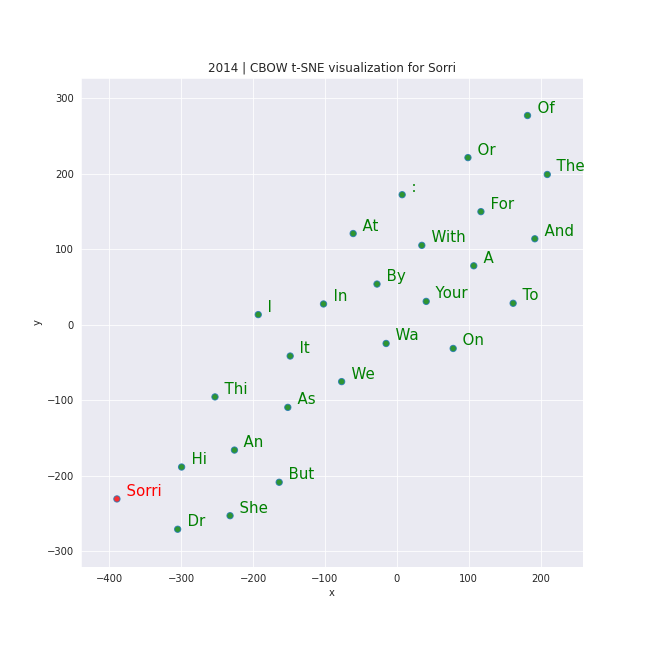 2014 | CBOW t-SNE visualization for Sorri
300
200
100
0
−100
−200
−300
y
Of
Or
The
:
For
At
With
And
A
By
In
Your
To
I
Wa
On
It
We
Thi
As
An
Hi
But
Sorri
She
Dr
−400
−300
−200
−100
0
100
200
x